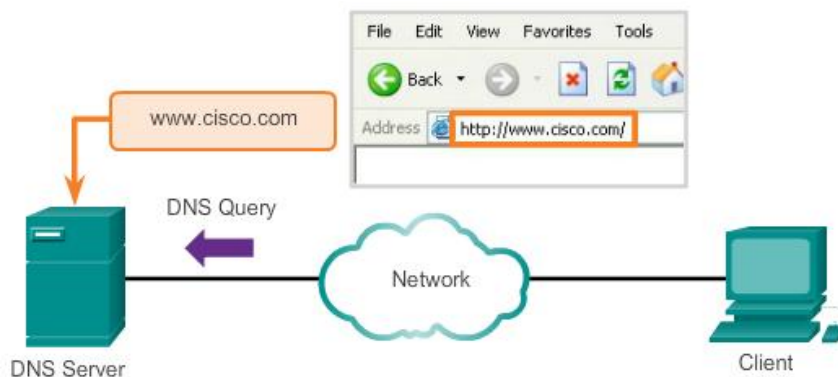 File Edit View Favorites Tools
Back
www.cisco.com
Address http://www.cisco.com/
DNS Query
Network
DNS Server
Client